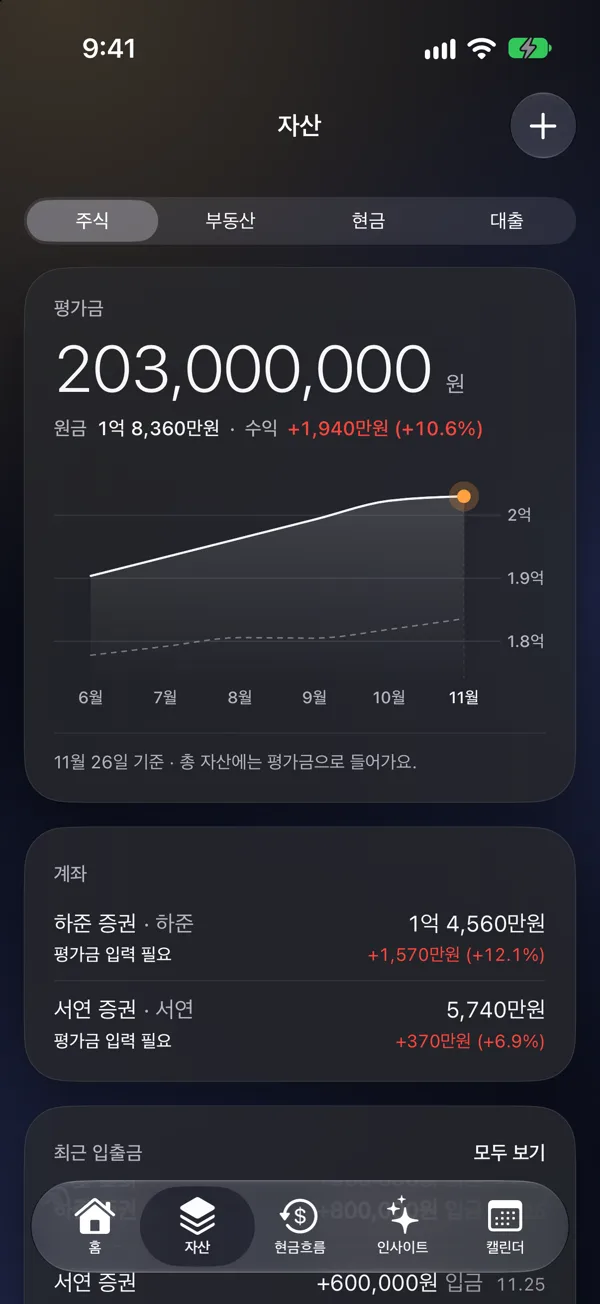 9:41
자산
주식 부동산 현금 대출
평가금
203,000,000 원
원금 1억 8,360만원 · 수익 +1,940만원 (+10.6%)
2억
1.9억
1.8억
6월 7월 8월 9월 10월 11월
11월 26일 기준 · 총 자산에는 평가금으로 들어가요.
계좌
하준 증권 · 하준 1억 4,560만원
평가금 입력 필요 +1,570만원 (+12.1%)
서연 증권 · 서연 5,740만원
평가금 입력 필요 +370만원 (+6.9%)
최근 입출금 모두 보기
홈 자산 현금흐름 인사이트 캘린더
서연 증권 +600,000원 입금 11.25